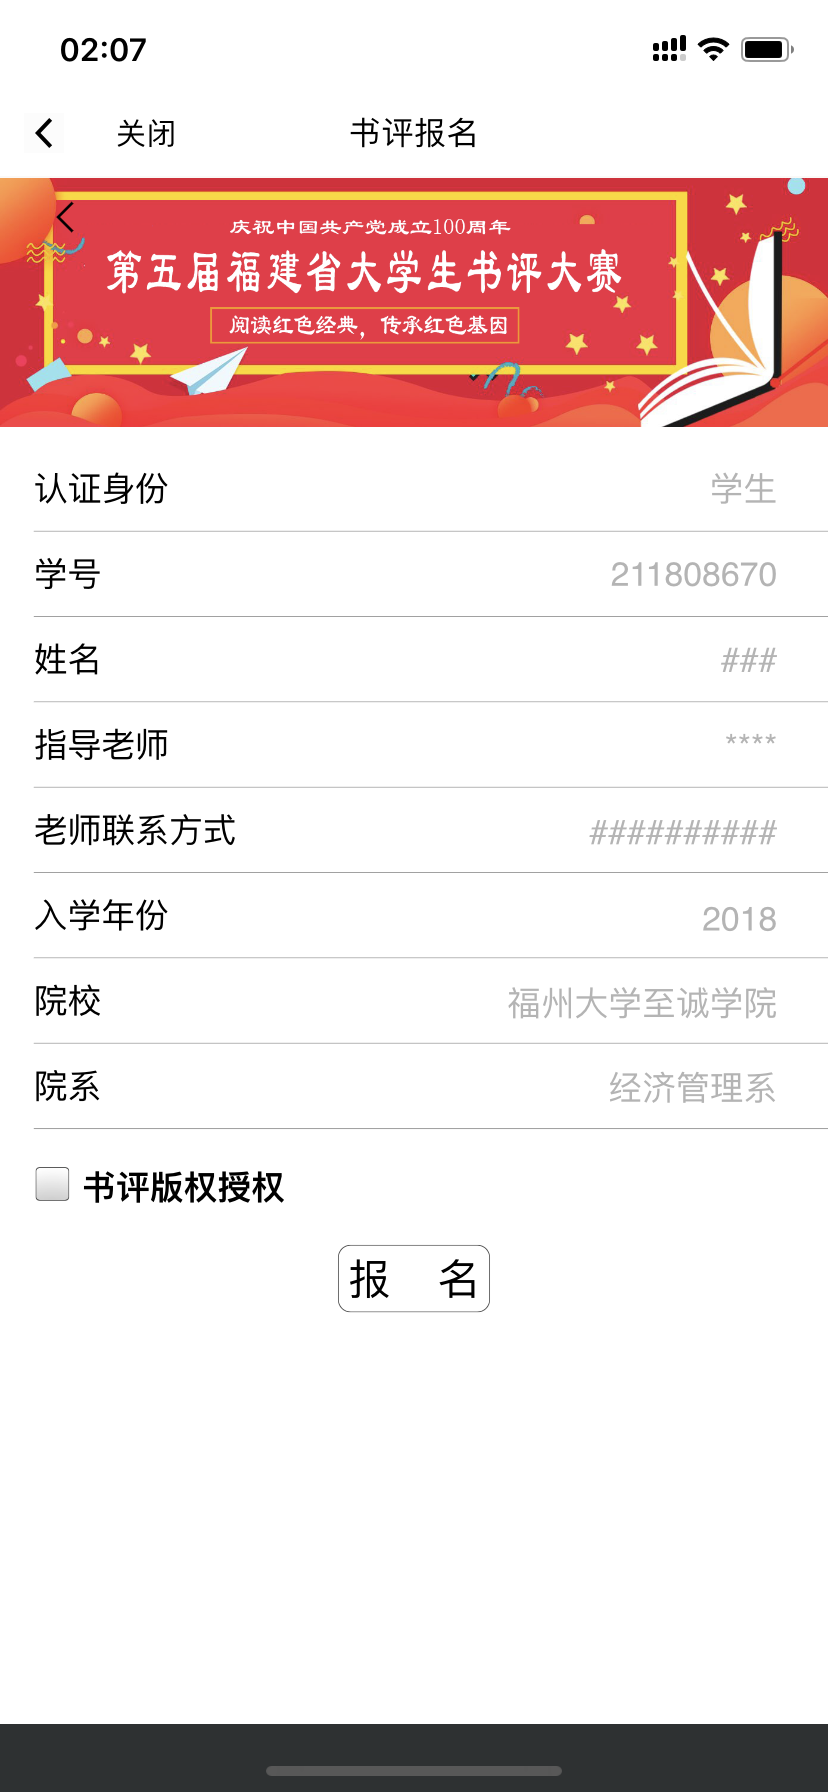 02:07
关闭 书评报名
庆祝中国共产党成立100周年
第五届福建省大学生书评大赛
阅读红色经典，传承红色基因
认证身份 学生
学号 211808670
姓名 ###
指导老师 ****
老师联系方式 ##########
入学年份 2018
院校 福州大学至诚学院
院系 经济管理系
书评版权授权
报 名